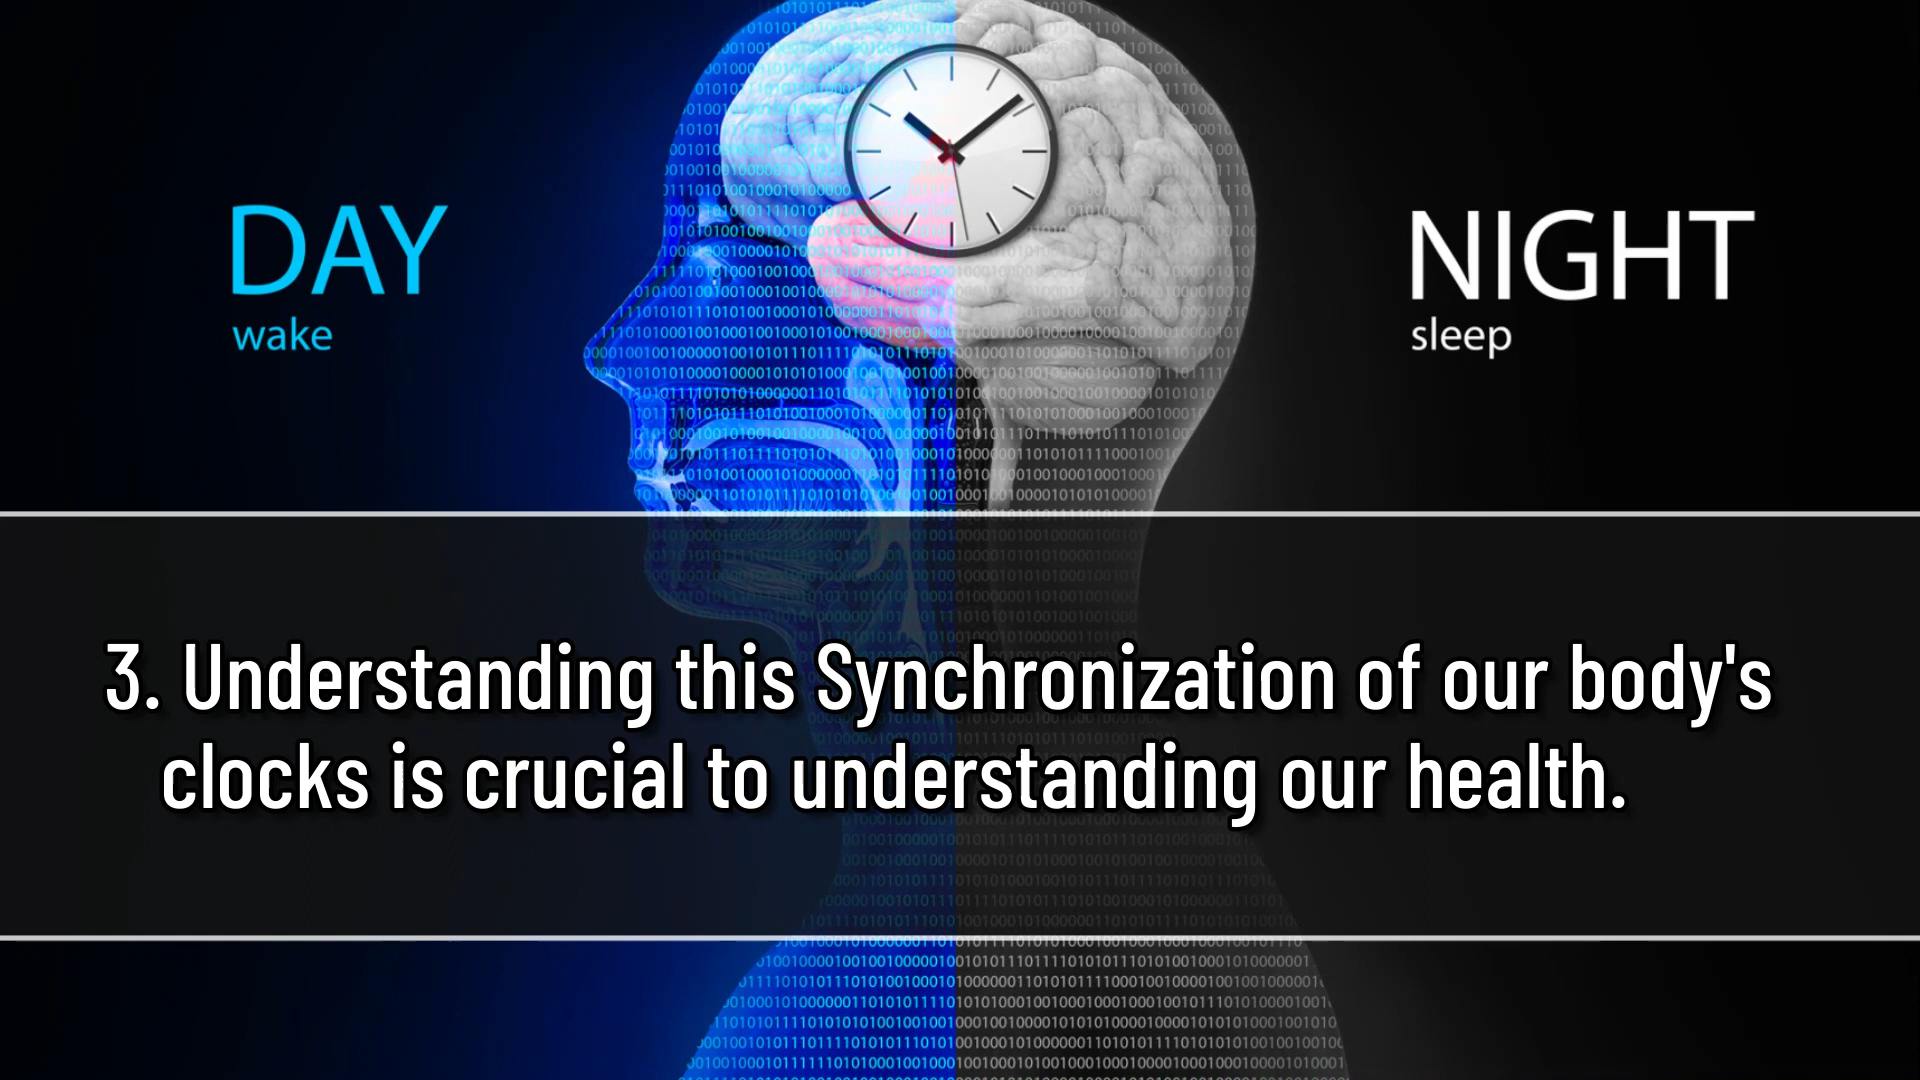 DAY
wake
NIGHT
sleep
3. Understanding this Synchronization of our body's
clocks is crucial to understanding our health.